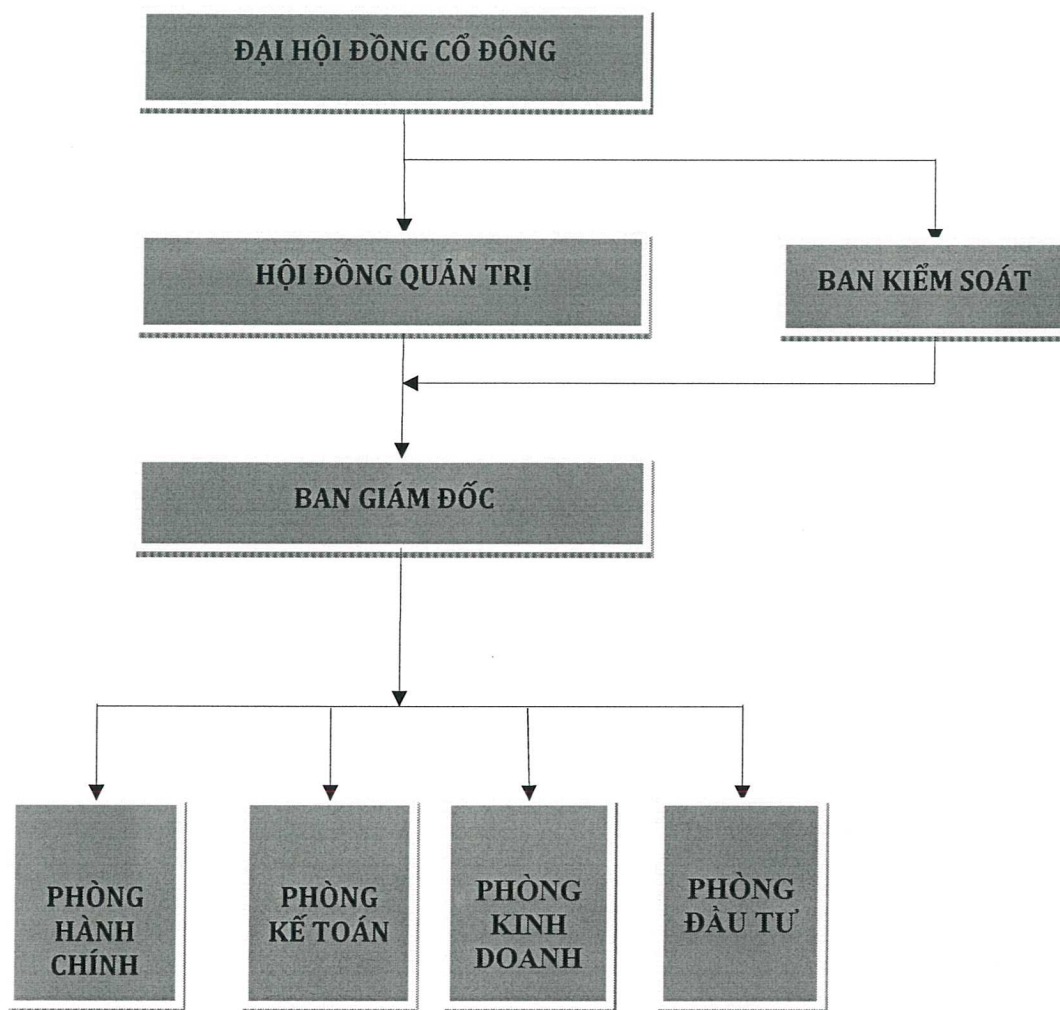 ĐẠI HỘI ĐỒNG CỔ ĐÔNG
HỘI ĐỒNG QUẢN TRỊ
BAN KIỂM SOÁT
BAN GIÁM ĐỐC
PHÒNG
HÀNH
CHÍNH
PHÒNG
KẾ TOÁN
PHÒNG
KINH
DOANH
PHÒNG
ĐẦU TƯ